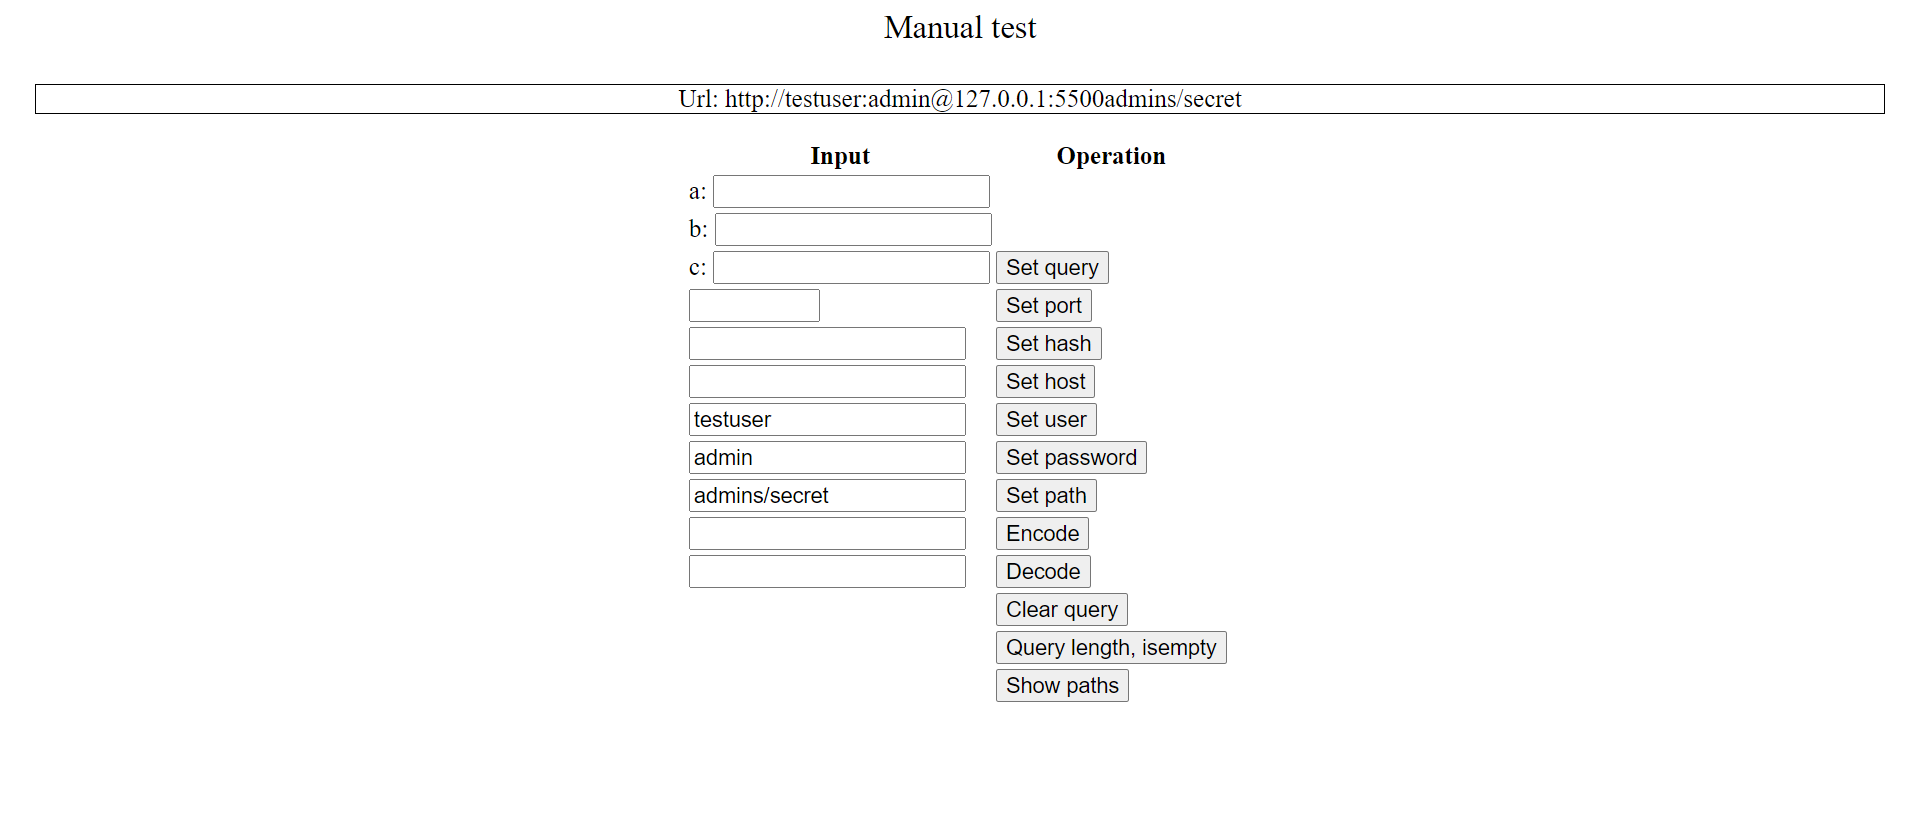 Manual test
Url: http://testuser:admin@127.0.0.1:5500admins/secret
Input Operation
a:
b:
c: Set query
Set port
Set hash
Set host
testuser Set user
admin Set password
admins/secret Set path
Encode
Decode
Clear query
Query length, isempty
Show paths